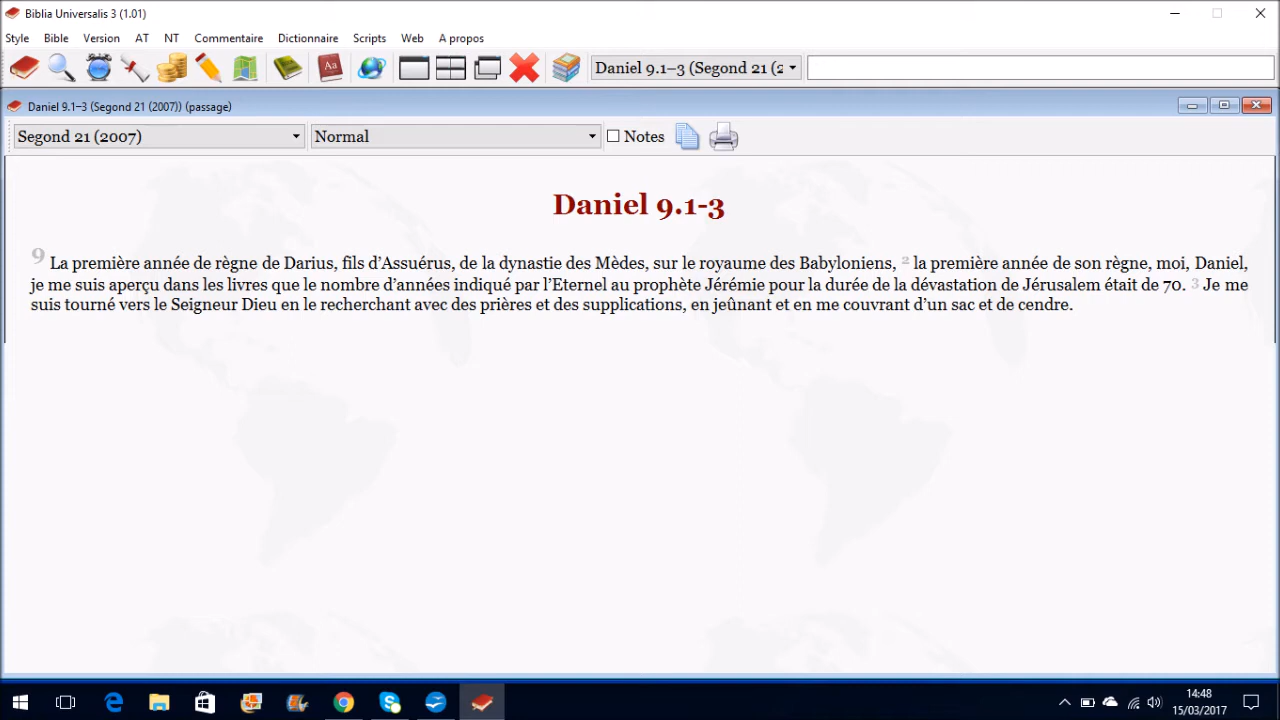 Biblia Universalis 3 (1.01)
Style Bible Version AT NT Commentaire Dictionnaire Scripts Web A propos
Aa Daniel 9.1–3 (Segond 21 (2
Daniel 9.1–3 (Segond 21 (2007)) (passage)
Segond 21 (2007) Normal Notes
Daniel 9.1-3
9 La première année de règne de Darius, fils d'Assuérus, de la dynastie des Mèdes, sur le royaume des Babyloniens, 2 la première année de son règne, moi, Daniel,
je me suis aperçu dans les livres que le nombre d'années indiqué par l'Eternel au prophète Jérémie pour la durée de la dévastation de Jérusalem était de 70. 3 Je me
suis tourné vers le Seigneur Dieu en le recherchant avec des prières et des supplications, en jeûnant et en me couvrant d'un sac et de cendre.
14:48
15/03/2017